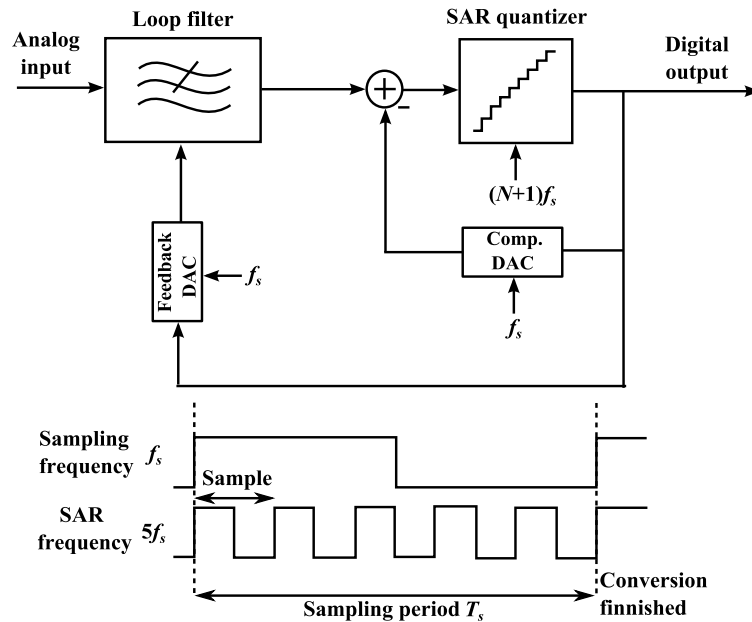 Loop filter
SAR quantizer
Analog
input
Digital
output
(N+1)fs
Feedback
DAC
fs
Comp.
DAC
fs
Sampling
frequency fs
Sample
SAR
frequency 5fs
Sampling period Ts
Conversion
finnished